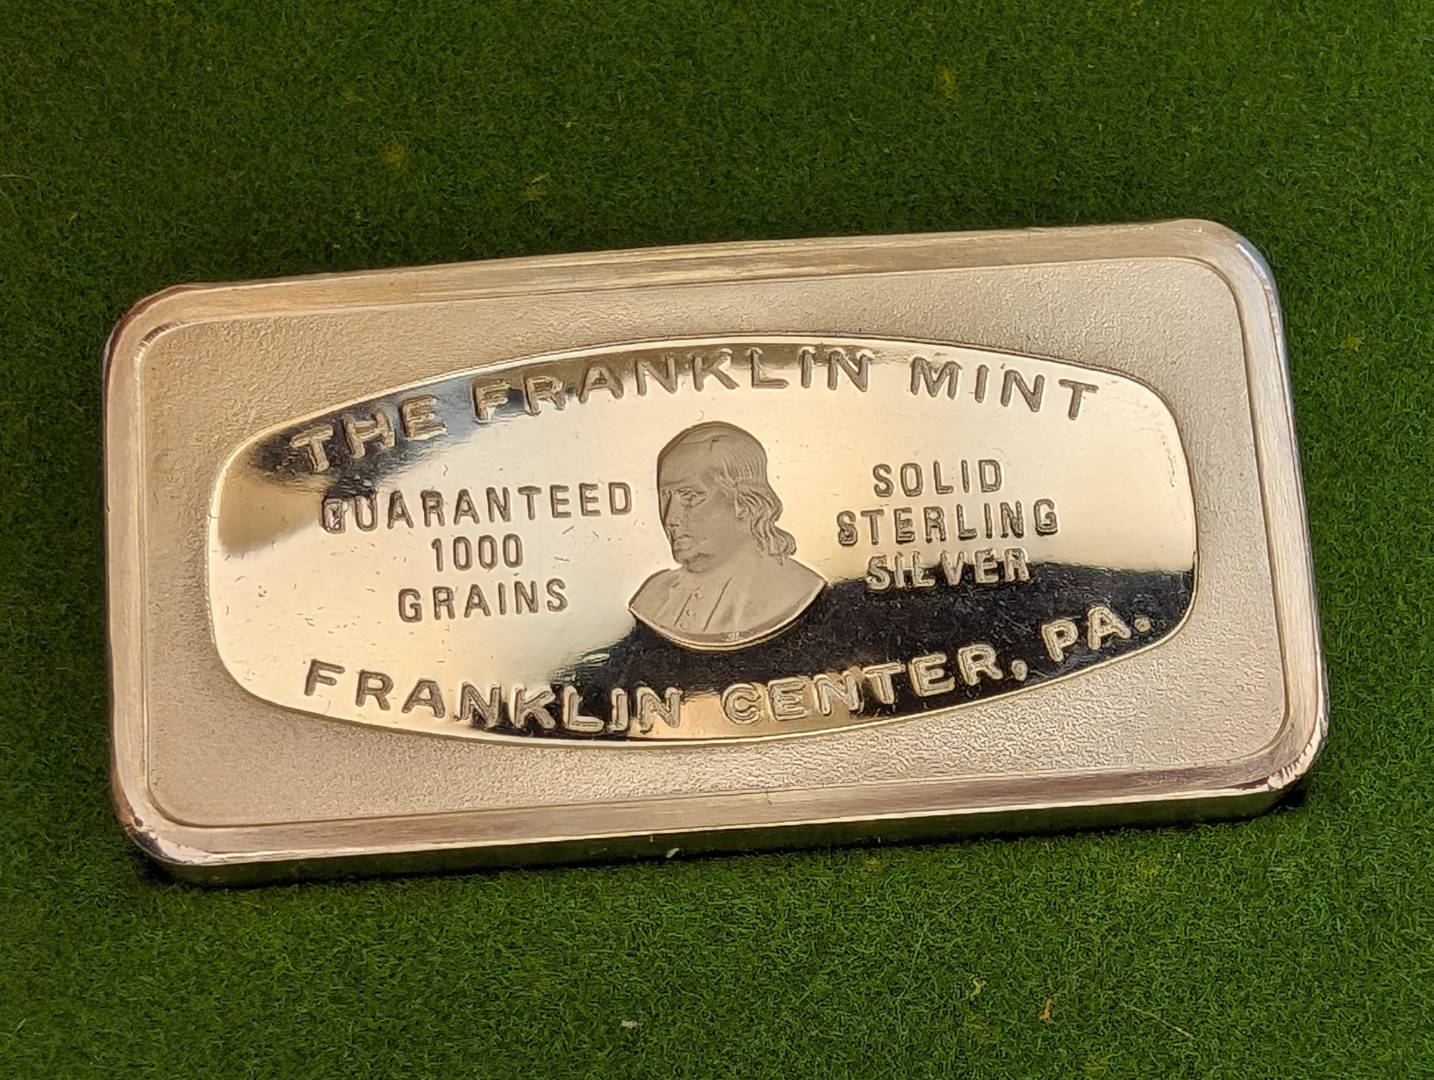 THE FRANKLIN MINT
GUARANTEED
1000
GRAINS
SOLID
STERLING
SILVER
FRANKLIN CENTER, PA.